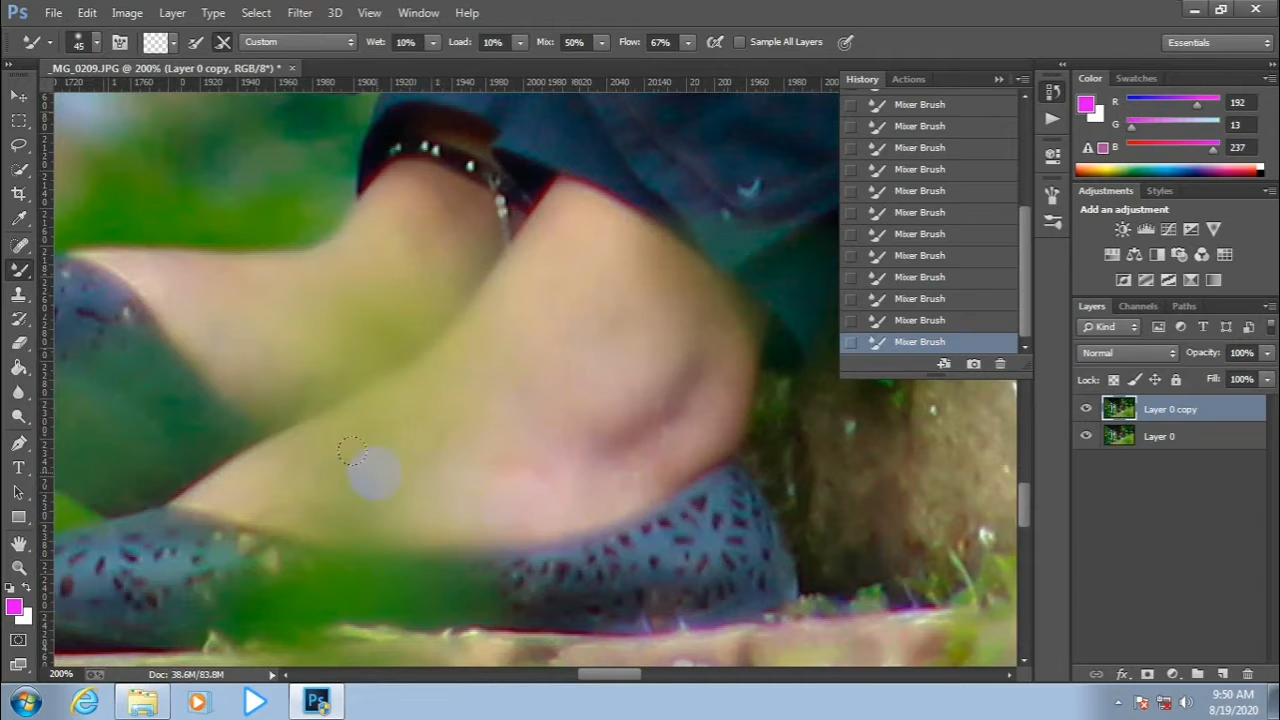 Ps File Edit Image Layer Type Select Filter 3D View Window Help
45 Custom Wet: 10% Load: 10% Mix: 50% Flow: 67% Sample All Layers Essentials
_MG_0209.JPG @ 200% (Layer 0 copy, RGB/8*) *
History Actions
Mixer Brush
Mixer Brush
Mixer Brush
Mixer Brush
Mixer Brush
Mixer Brush
Mixer Brush
Mixer Brush
Mixer Brush
Mixer Brush
Mixer Brush
Mixer Brush
Color Swatches
R 192
G 13
B 237
Adjustments Styles
Add an adjustment
Layers Channels Paths
Kind
Normal Opacity: 100%
Lock: Fill: 100%
Layer 0 copy
Layer 0
200% Doc: 38.6M/83.8M
9:50 AM
8/19/2020